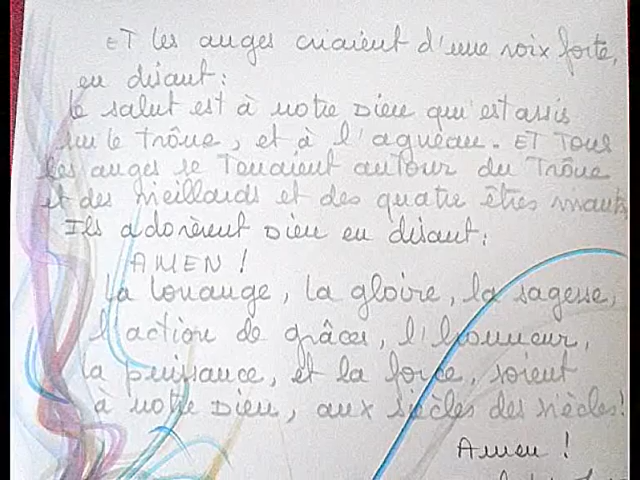 ET les anges criaient d'une voix forte,
en disant:
le salut est à notre Dieu qui est assis
sur le trône, et à l'agneau. ET Tous
les anges se Tenaient autour du Trône
et des vieillards et des quatre êtres vivants
Ils adorèrent Dieu en disant:
AMEN !
la louange, la gloire, la sagesse,
l'action de grâces, l'honneur,
la puissance, et la force, soient
à notre Dieu, aux siècles des siècles!
Amen !